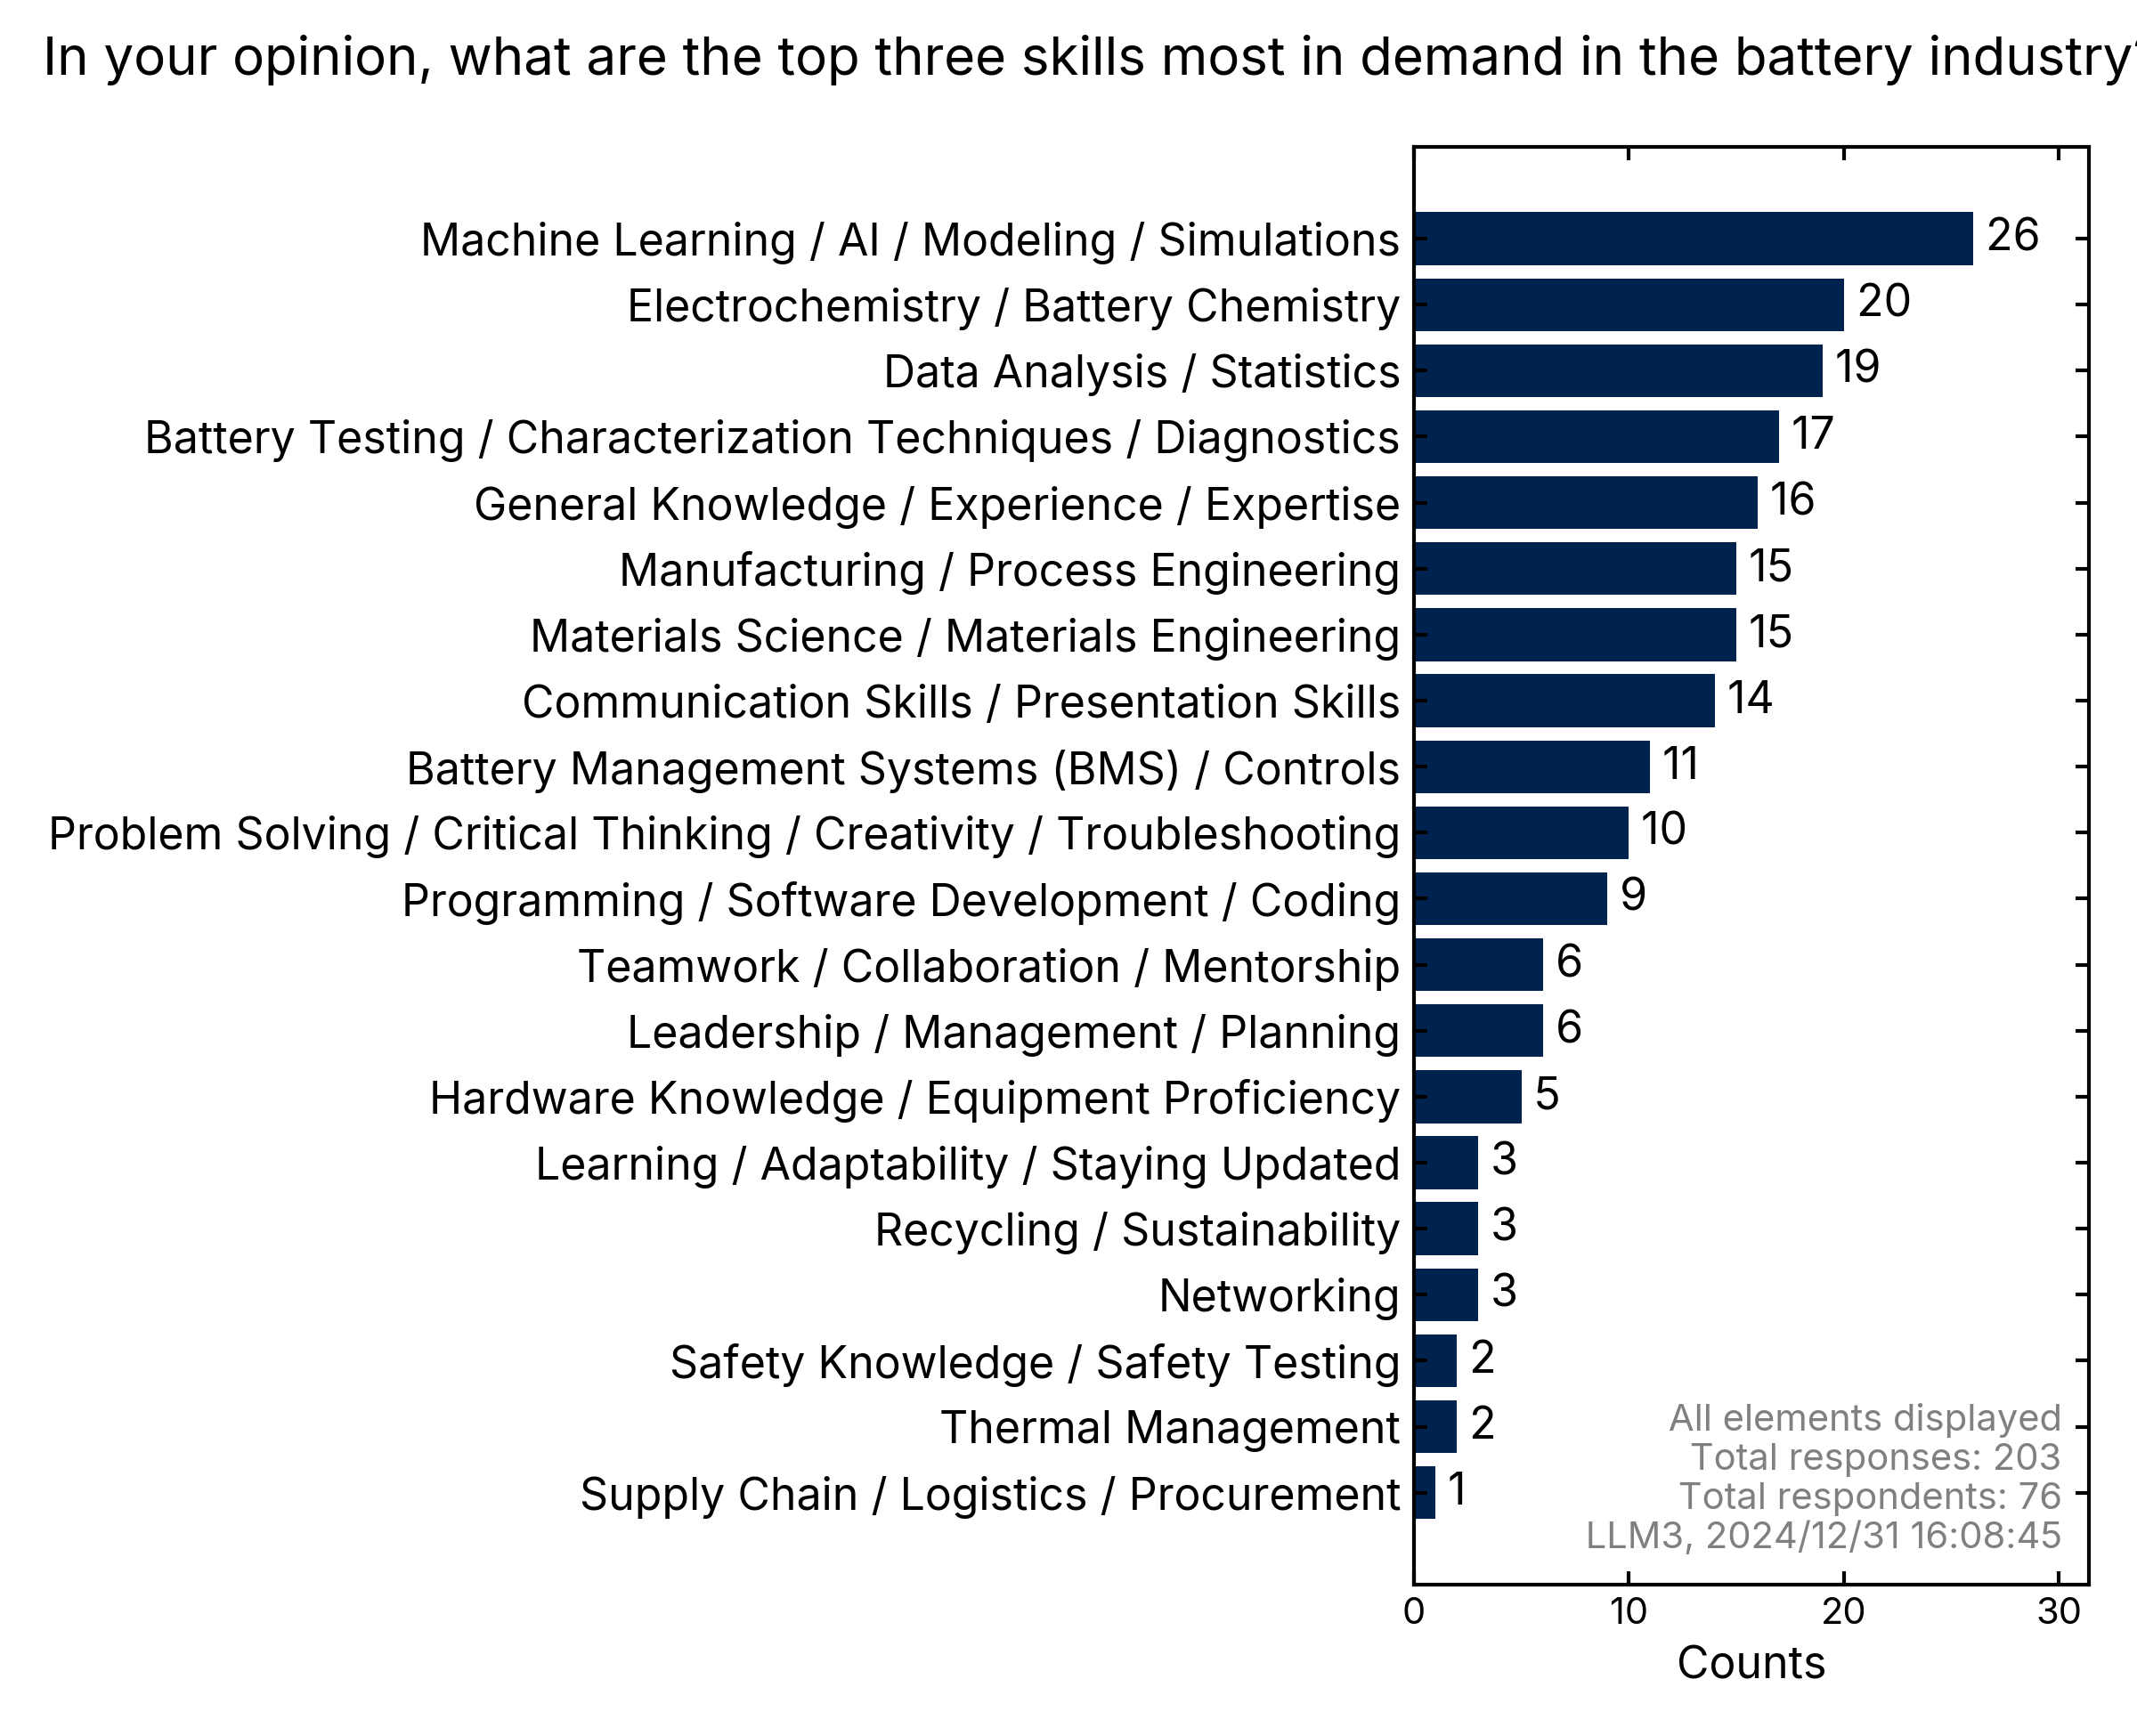 In your opinion, what are the top three skills most in demand in the battery industry?
Machine Learning / AI / Modeling / Simulations 26
Electrochemistry / Battery Chemistry 20
Data Analysis / Statistics 19
Battery Testing / Characterization Techniques / Diagnostics 17
General Knowledge / Experience / Expertise 16
Manufacturing / Process Engineering 15
Materials Science / Materials Engineering 15
Communication Skills / Presentation Skills 14
Battery Management Systems (BMS) / Controls 11
Problem Solving / Critical Thinking / Creativity / Troubleshooting 10
Programming / Software Development / Coding 9
Teamwork / Collaboration / Mentorship 6
Leadership / Management / Planning 6
Hardware Knowledge / Equipment Proficiency 5
Learning / Adaptability / Staying Updated 3
Recycling / Sustainability 3
Networking 3
Safety Knowledge / Safety Testing 2
Thermal Management 2
Supply Chain / Logistics / Procurement 1
All elements displayed
Total responses: 203
Total respondents: 76
LLM3, 2024/12/31 16:08:45
0 10 20 30
Counts